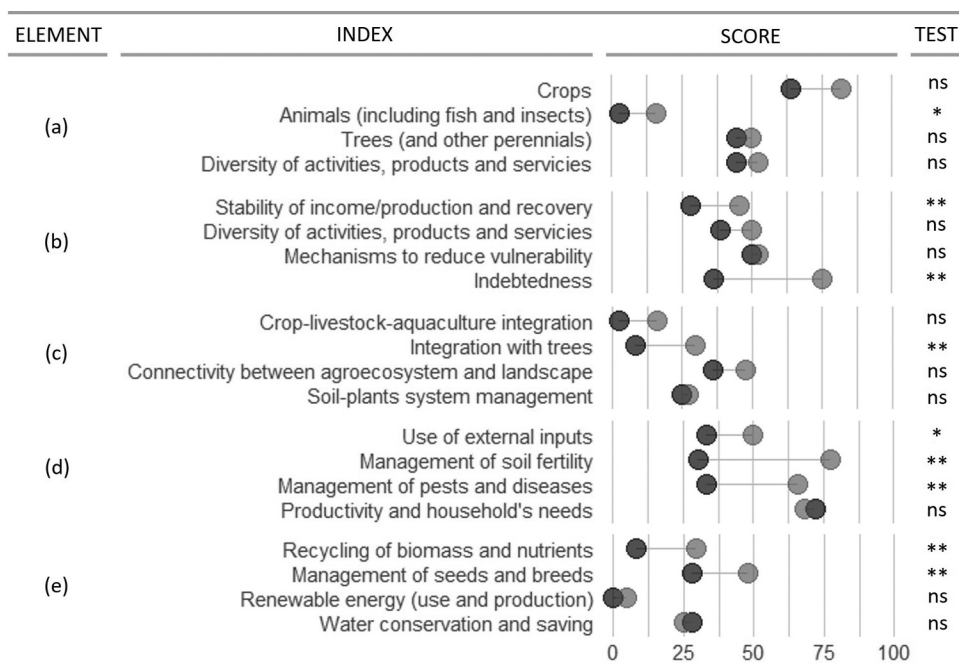 ELEMENT INDEX SCORE TEST
Crops ns
Animals (including fish and insects) *
(a)
Trees (and other perennials) ns
Diversity of activities, products and servicies ns
Stability of income/production and recovery **
Diversity of activities, products and servicies ns
(b)
Mechanisms to reduce vulnerability ns
Indebtedness **
Crop-livestock-aquaculture integration ns
Integration with trees **
(c)
Connectivity between agroecosystem and landscape ns
Soil-plants system management ns
Use of external inputs *
Management of soil fertility **
(d)
Management of pests and diseases **
Productivity and household's needs ns
Recycling of biomass and nutrients **
Management of seeds and breeds **
(e)
Renewable energy (use and production) ns
Water conservation and saving ns
0 25 50 75 100